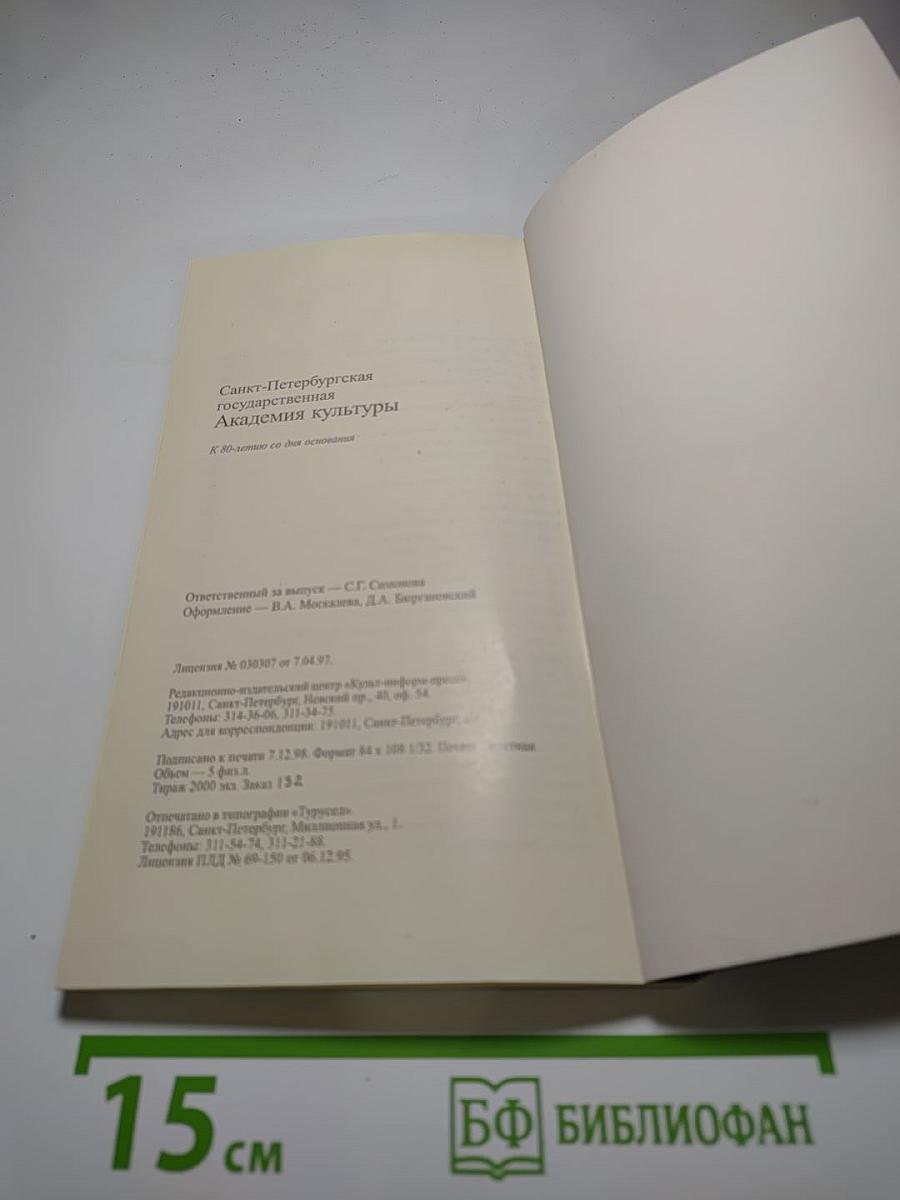 Санкт-Петербургская
государственная
Академия культуры
К 80-летию со дня основания
Ответственный за выпуск — С.Г. Симонова
Оформление — В.А. Москалева, Д.А.
Лицензия № 030307 от 7.04.97.
Редакционно-издательский центр «Культ-информ-пресс»
191011, Санкт-Петербург, Невский пр., 40, оф. 54.
Телефоны: 314-36-06, 311-34-75.
Адрес для корреспонденции: 191011, Санкт-Петербург,
Подписано к печати 7.12.98. Формат 84 х 108 1/32. Печать
Объем — 5 физ.л.
Тираж 2000 экз. Заказ 132
Отпечатано в типографии «Турусел».
191186, Санкт-Петербург, Миллионная ул., 1.
Телефоны: 311-54-74, 311-21-88.
Лицензия ПЛД № 69-150 от 06.12.95.
15 см
БФ БИБЛИОФАН